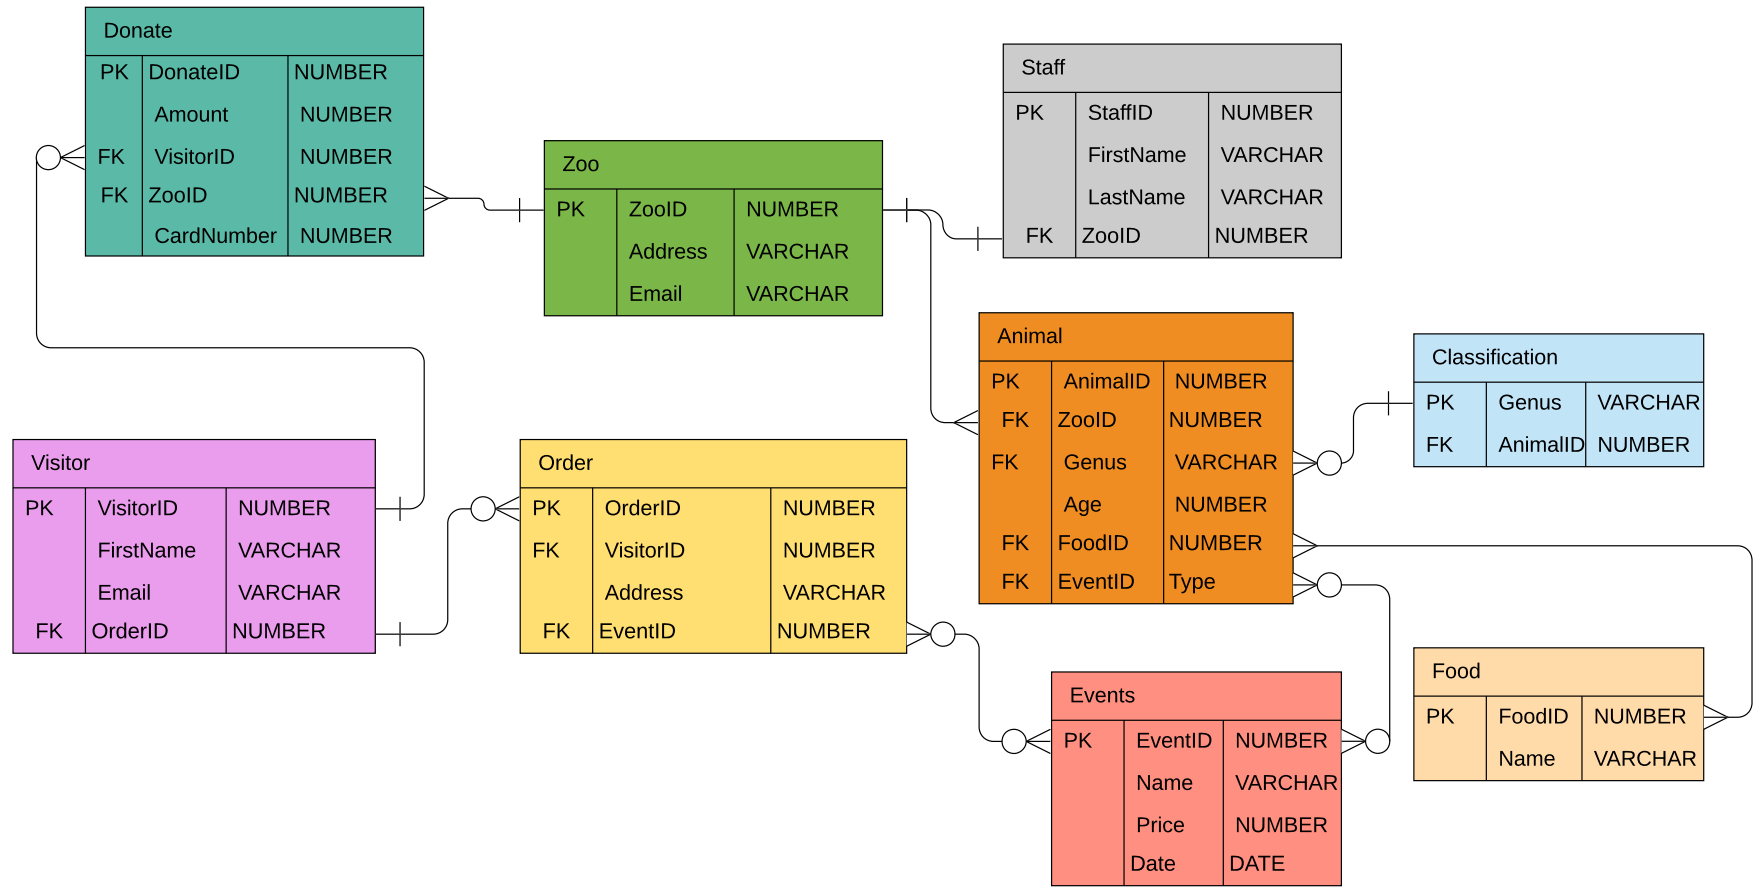 Donate
PK DonateID NUMBER
Amount NUMBER
FK VisitorID NUMBER
FK ZooID NUMBER
CardNumber NUMBER
Staff
PK StaffID NUMBER
FirstName VARCHAR
LastName VARCHAR
FK ZooID NUMBER
Zoo
PK ZooID NUMBER
Address VARCHAR
Email VARCHAR
Animal
PK AnimalID NUMBER
FK ZooID NUMBER
FK Genus VARCHAR
Age NUMBER
FK FoodID NUMBER
FK EventID Type
Classification
PK Genus VARCHAR
FK AnimalID NUMBER
Visitor
PK VisitorID NUMBER
FirstName VARCHAR
Email VARCHAR
FK OrderID NUMBER
Order
PK OrderID NUMBER
FK VisitorID NUMBER
Address VARCHAR
FK EventID NUMBER
Events
PK EventID NUMBER
Name VARCHAR
Price NUMBER
Date DATE
Food
PK FoodID NUMBER
Name VARCHAR